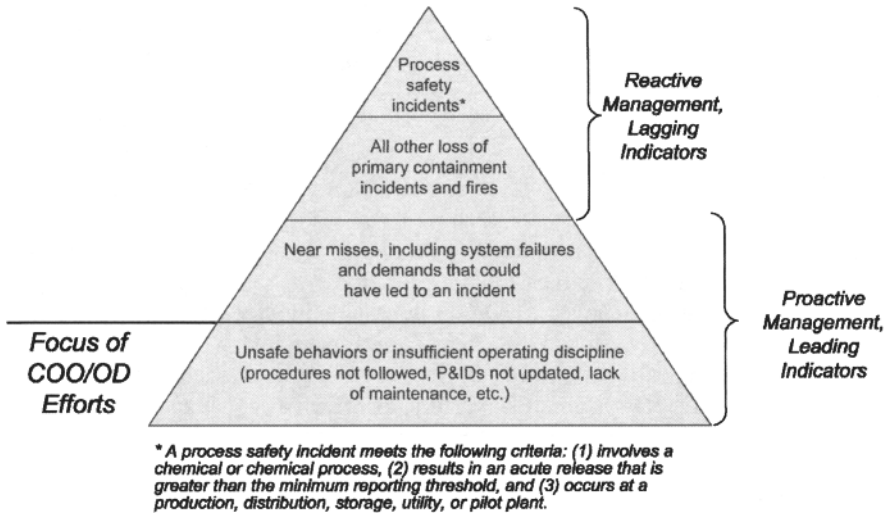 Process
safety
incidents*
Reactive
Management,
Lagging
Indicators
All other loss of
primary containment
incidents and fires
Near misses, including system failures
and demands that could
have led to an incident
Proactive
Management,
Leading
Indicators
Focus of
COO/OD
Efforts
Unsafe behaviors or insufficient operating discipline
(procedures not followed, P&IDs not updated, lack
of maintenance, etc.)
* A process safety incident meets the following criteria: (1) involves a
chemical or chemical process, (2) results in an acute release that is
greater than the minimum reporting threshold, and (3) occurs at a
production, distribution, storage, utility, or pilot plant.